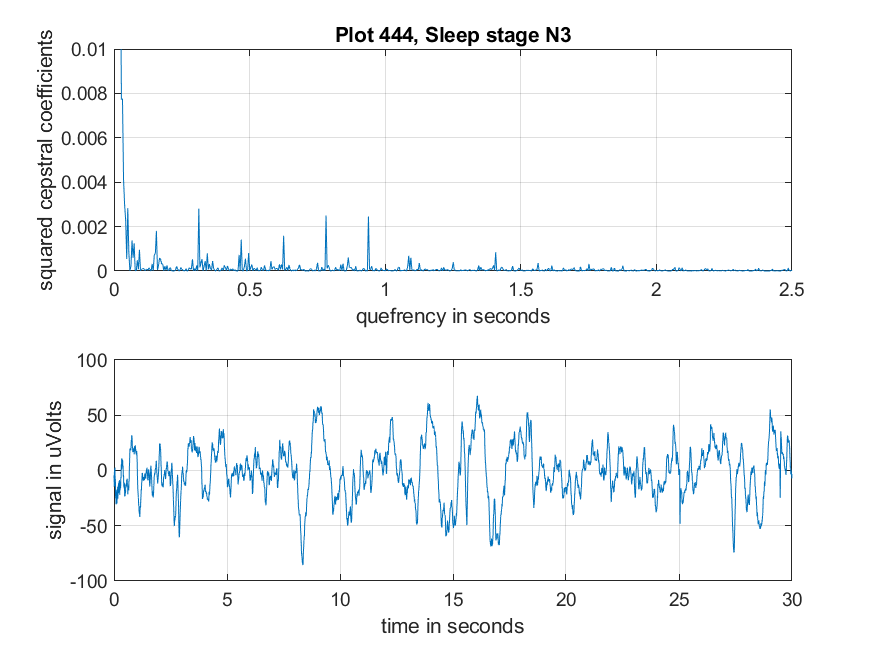 Plot 444, Sleep stage N3
squared cepstral coefficients
0.01
0.008
0.006
0.004
0.002
0
0 0.5 1 1.5 2 2.5
quefrency in seconds
signal in uVolts
100
50
0
-50
-100
0 5 10 15 20 25 30
time in seconds